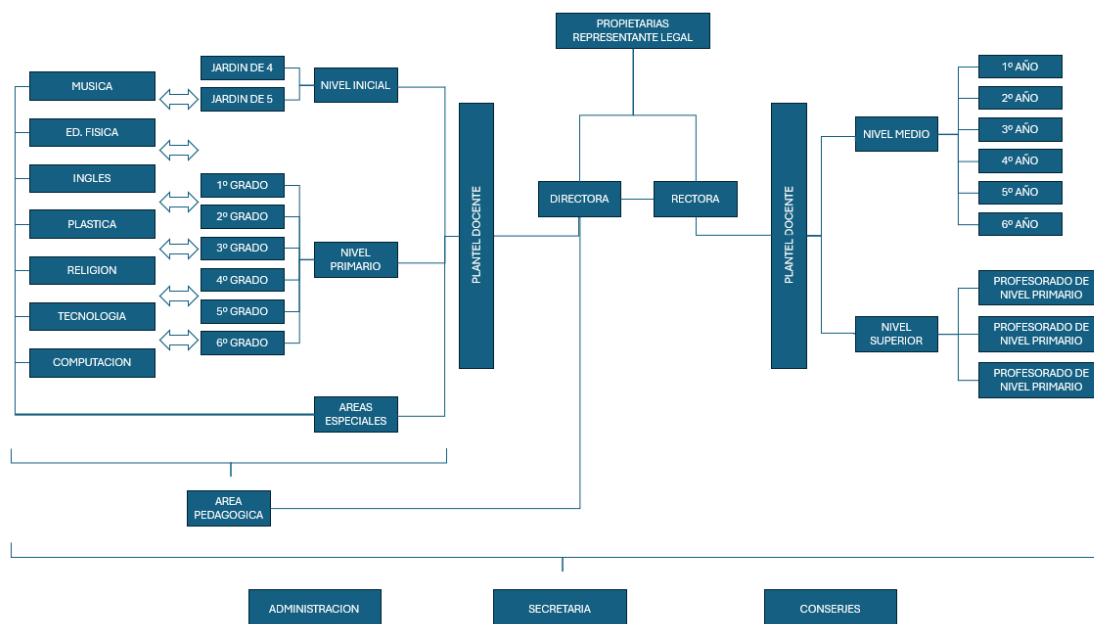 PROPIETARIAS
REPRESENTANTE LEGAL
MUSICA
ED. FISICA
INGLES
PLASTICA
RELIGION
TECNOLOGIA
COMPUTACION
JARDIN DE 4
JARDIN DE 5
NIVEL INICIAL
1º GRADO
2º GRADO
3º GRADO
4º GRADO
5º GRADO
6º GRADO
NIVEL
PRIMARIO
AREAS
ESPECIALES
PLANTEL DOCENTE
DIRECTORA
RECTORA
PLANTEL DOCENTE
NIVEL MEDIO
1º AÑO
2º AÑO
3º AÑO
4º AÑO
5º AÑO
6º AÑO
NIVEL
SUPERIOR
PROFESORADO DE
NIVEL PRIMARIO
PROFESORADO DE
NIVEL PRIMARIO
PROFESORADO DE
NIVEL PRIMARIO
AREA
PEDAGOGICA
ADMINISTRACION
SECRETARIA
CONSERJES